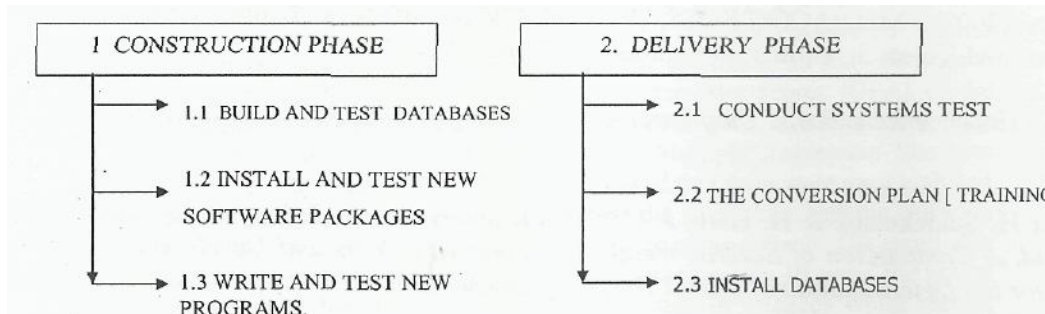 1 CONSTRUCTION PHASE
1.1 BUILD AND TEST DATABASES
1.2 INSTALL AND TEST NEW
SOFTWARE PACKAGES
1.3 WRITE AND TEST NEW
PROGRAMS.
2. DELIVERY PHASE
2.1 CONDUCT SYSTEMS TEST
2.2 THE CONVERSION PLAN [ TRAINING
2.3 INSTALL DATABASES